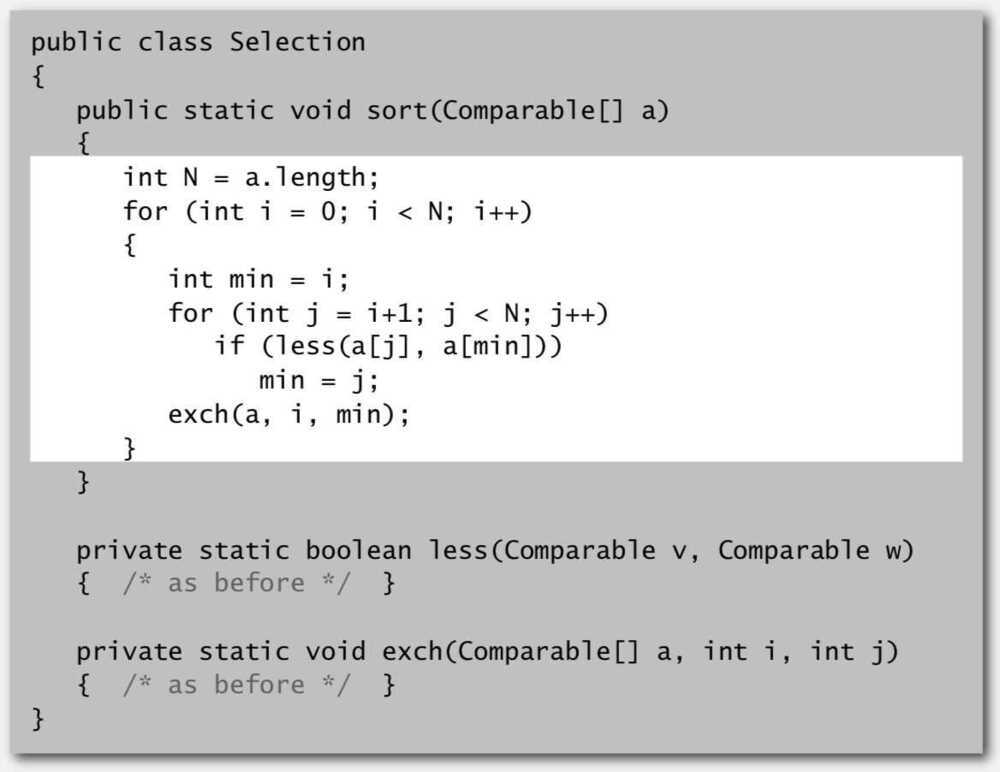 public class Selection
{
   public static void sort(Comparable[] a)
   {
      int N = a.length;
      for (int i = 0; i < N; i++)
      {
         int min = i;
         for (int j = i+1; j < N; j++)
            if (less(a[j], a[min]))
               min = j;
         exch(a, i, min);
      }
   }

   private static boolean less(Comparable v, Comparable w)
   {  /* as before */  }

   private static void exch(Comparable[] a, int i, int j)
   {  /* as before */  }
}